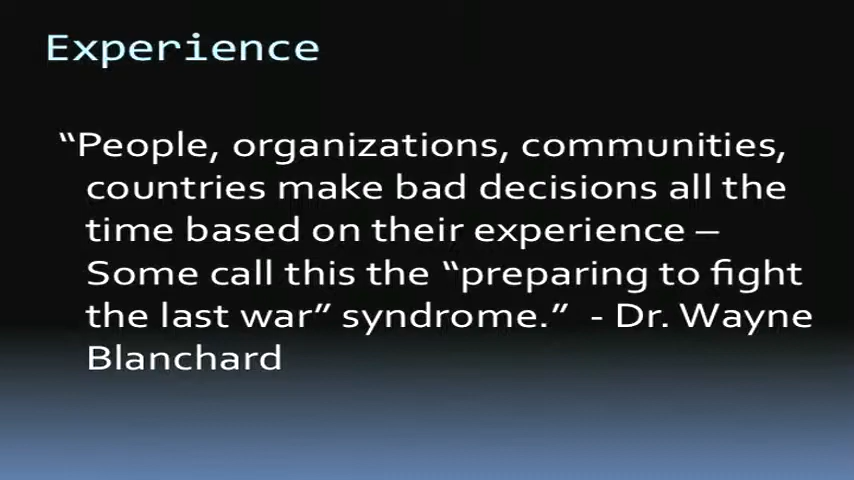 Experience
“People, organizations, communities,
countries make bad decisions all the
time based on their experience –
Some call this the “preparing to fight
the last war” syndrome.”  - Dr. Wayne
Blanchard